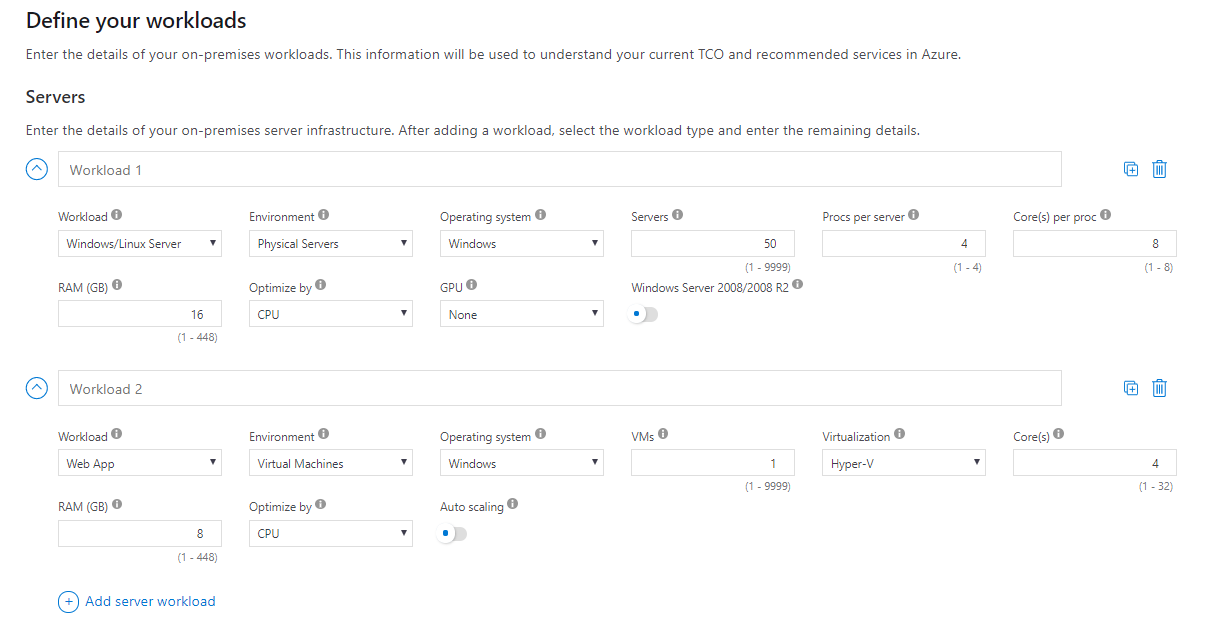 Define your workloads
Enter the details of your on-premises workloads. This information will be used to understand your current TCO and recommended services in Azure.
Servers
Enter the details of your on-premises server infrastructure. After adding a workload, select the workload type and enter the remaining details.
Workload 1
Workload Environment Operating system Servers Procs per server Core(s) per proc
Windows/Linux Server Physical Servers Windows 50 4 8
(1 - 9999) (1 - 4) (1 - 8)
RAM (GB) Optimize by GPU Windows Server 2008/2008 R2
16 CPU None
(1 - 448)
Workload 2
Workload Environment Operating system VMs Virtualization Core(s)
Web App Virtual Machines Windows 1 Hyper-V 4
(1 - 9999) (1 - 32)
RAM (GB) Optimize by Auto scaling
8 CPU
(1 - 448)
Add server workload